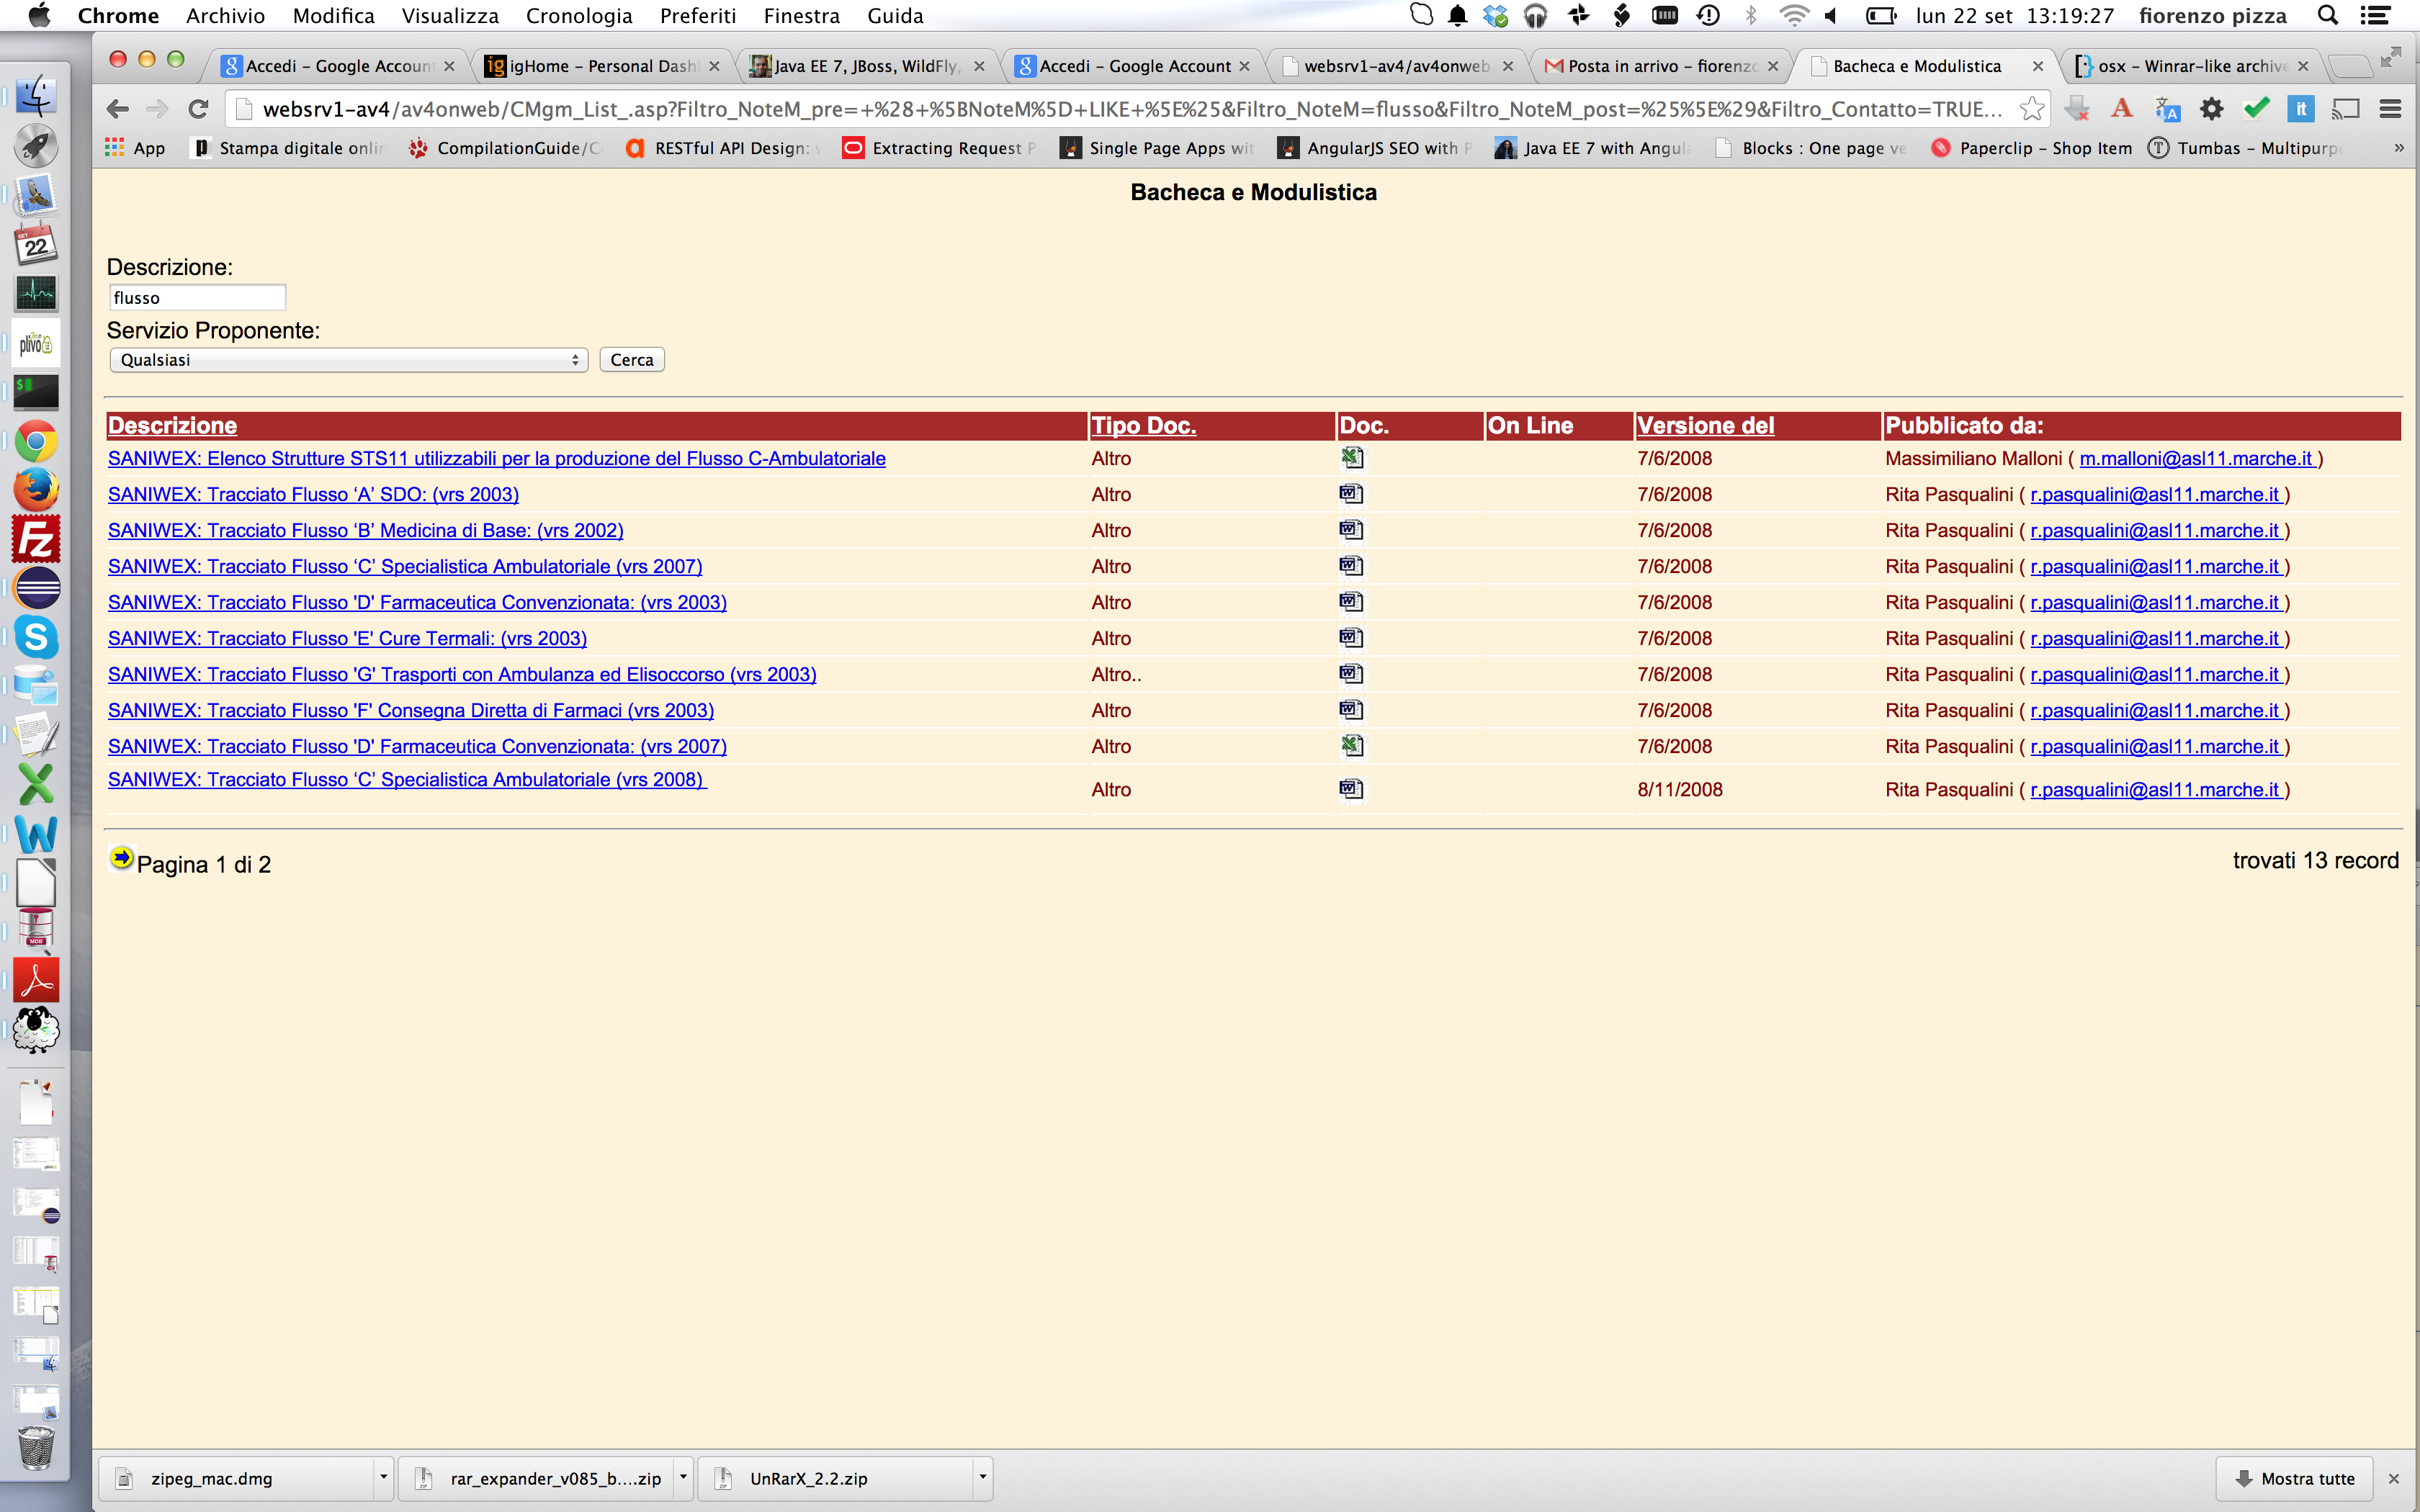 Chrome Archivio Modifica Visualizza Cronologia Preferiti Finestra Guida lun 22 set 13:19:27 fiorenzo pizza
Accedi – Google Account igHome – Personal Dash Java EE 7, JBoss, WildFly, Accedi – Google Account websrv1-av4/av4onweb Posta in arrivo – fiorenzo Bacheca e Modulistica osx – Winrar-like archive
websrv1-av4/av4onweb/CMgm_List_.asp?Filtro_NoteM_pre=+%28+%5BNoteM%5D+LIKE+%5E%25&Filtro_NoteM=flusso&Filtro_NoteM_post=%25%5E%29&Filtro_Contatto=TRUE...
App Stampa digitale onlin CompilationGuide/C RESTful API Design: Extracting Request P Single Page Apps wit AngularJS SEO with P Java EE 7 with Angula Blocks : One page ve Paperclip – Shop Item Tumbas – Multipurp »
Bacheca e Modulistica
Descrizione:
flusso
Servizio Proponente:
Qualsiasi Cerca
Descrizione Tipo Doc. Doc. On Line Versione del Pubblicato da:
SANIWEX: Elenco Strutture STS11 utilizzabili per la produzione del Flusso C-Ambulatoriale Altro 7/6/2008 Massimiliano Malloni ( m.malloni@asl11.marche.it )
SANIWEX: Tracciato Flusso ‘A’ SDO: (vrs 2003) Altro 7/6/2008 Rita Pasqualini ( r.pasqualini@asl11.marche.it )
SANIWEX: Tracciato Flusso ‘B’ Medicina di Base: (vrs 2002) Altro 7/6/2008 Rita Pasqualini ( r.pasqualini@asl11.marche.it )
SANIWEX: Tracciato Flusso ‘C’ Specialistica Ambulatoriale (vrs 2007) Altro 7/6/2008 Rita Pasqualini ( r.pasqualini@asl11.marche.it )
SANIWEX: Tracciato Flusso 'D' Farmaceutica Convenzionata: (vrs 2003) Altro 7/6/2008 Rita Pasqualini ( r.pasqualini@asl11.marche.it )
SANIWEX: Tracciato Flusso 'E' Cure Termali: (vrs 2003) Altro 7/6/2008 Rita Pasqualini ( r.pasqualini@asl11.marche.it )
SANIWEX: Tracciato Flusso 'G' Trasporti con Ambulanza ed Elisoccorso (vrs 2003) Altro.. 7/6/2008 Rita Pasqualini ( r.pasqualini@asl11.marche.it )
SANIWEX: Tracciato Flusso 'F' Consegna Diretta di Farmaci (vrs 2003) Altro 7/6/2008 Rita Pasqualini ( r.pasqualini@asl11.marche.it )
SANIWEX: Tracciato Flusso 'D' Farmaceutica Convenzionata: (vrs 2007) Altro 7/6/2008 Rita Pasqualini ( r.pasqualini@asl11.marche.it )
SANIWEX: Tracciato Flusso ‘C’ Specialistica Ambulatoriale (vrs 2008) Altro 8/11/2008 Rita Pasqualini ( r.pasqualini@asl11.marche.it )
Pagina 1 di 2 trovati 13 record
zipeg_mac.dmg rar_expander_v085_b....zip UnRarX_2.2.zip Mostra tutte